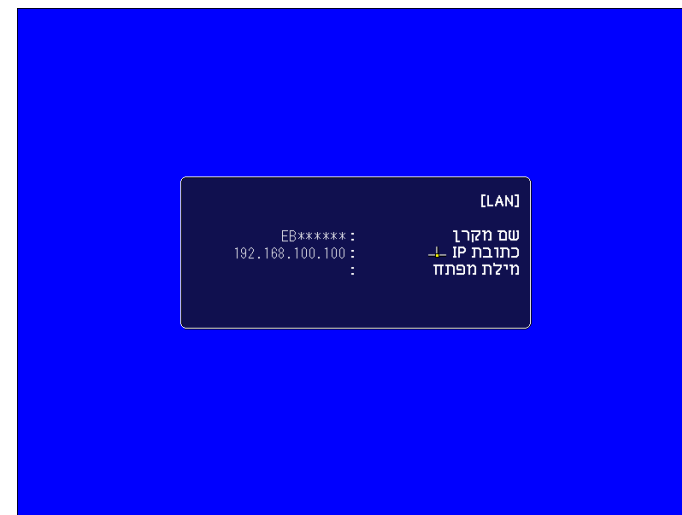 [LAN]
שם מקרן : EB******
כתובת IP : 192.168.100.100
מילת מפתח :